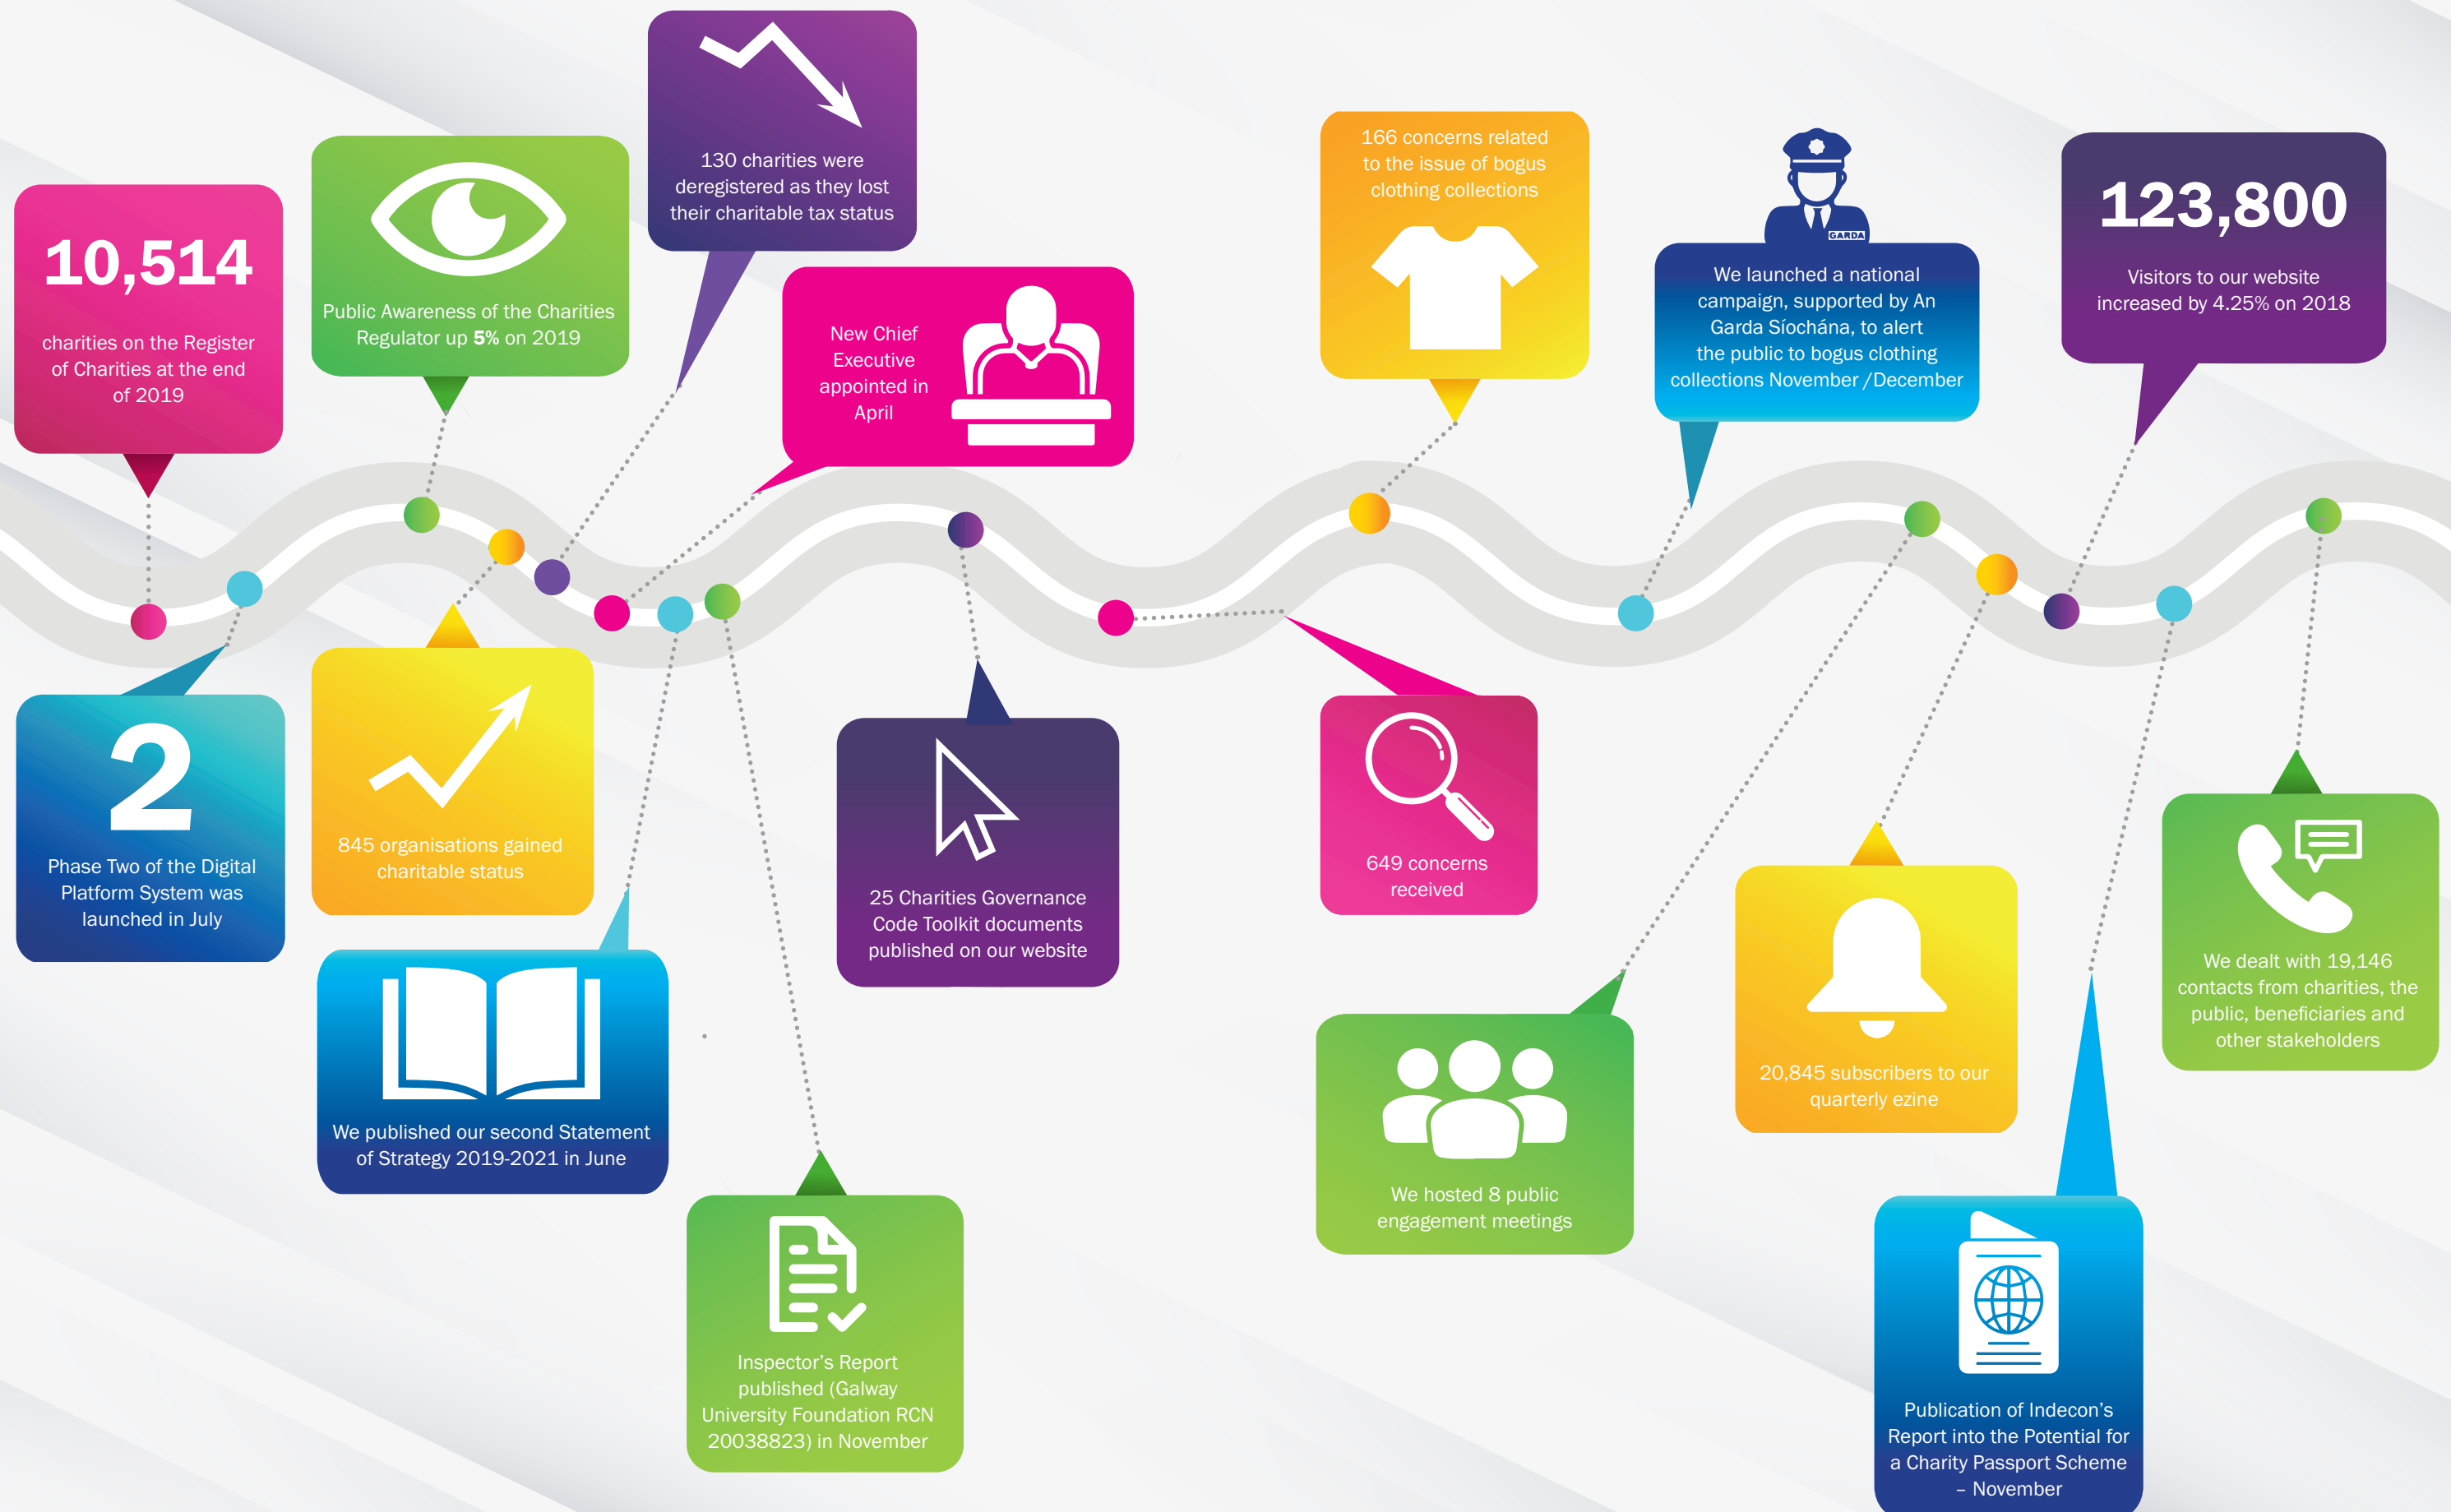 10,514
charities on the Register
of Charities at the end
of 2019
2
Phase Two of the Digital
Platform System was
launched in July
Public Awareness of the Charities
Regulator up 5% on 2019
845 organisations gained
charitable status
130 charities were
deregistered as they lost
their charitable tax status
New Chief
Executive
appointed in
April
We published our second Statement
of Strategy 2019-2021 in June
Inspector’s Report
published (Galway
University Foundation RCN
20038823) in November
25 Charities Governance
Code Toolkit documents
published on our website
649 concerns
received
166 concerns related
to the issue of bogus
clothing collections
GARDA
We launched a national
campaign, supported by An
Garda Síochána, to alert
the public to bogus clothing
collections November /December
We hosted 8 public
engagement meetings
20,845 subscribers to our
quarterly ezine
123,800
Visitors to our website
increased by 4.25% on 2018
Publication of Indecon’s
Report into the Potential for
a Charity Passport Scheme
– November
We dealt with 19,146
contacts from charities, the
public, beneficiaries and
other stakeholders